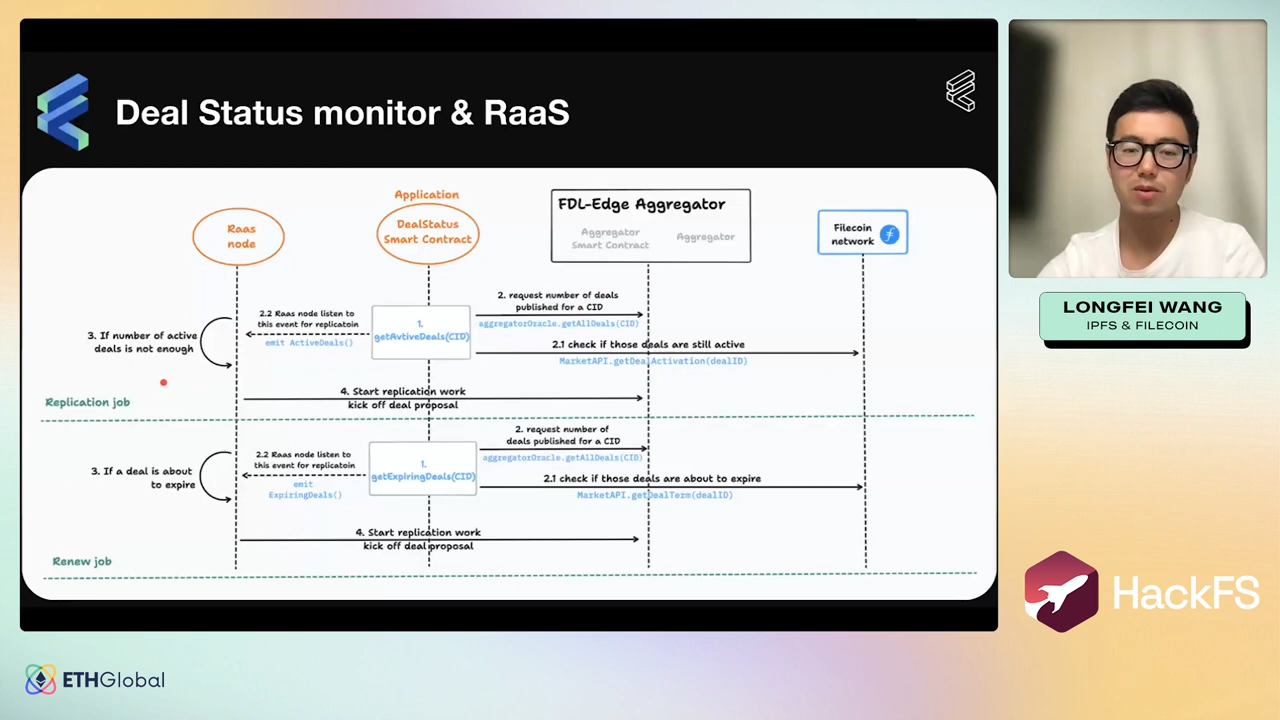 Deal Status monitor & RaaS
Application
Raas
node
DealStatus
Smart Contract
FDL-Edge Aggregator
Aggregator
Smart Contract
Aggregator
Filecoin
network
2. request number of deals
published for a CID
aggregatorOracle.getAllDeals(CID)
2.2 Raas node listen to
this event for replicatoin
emit ActiveDeals()
1.
getAvtiveDeals(CID)
3. If number of active
deals is not enough
2.1 check if those deals are still active
MarketAPI.getDealActivation(dealID)
4. Start replication work
kick off deal proposal
Replication job
2. request number of
deals published for a CID
aggregatorOracle.getAllDeals(CID)
2.2 Raas node listen to
this event for replicatoin
emit
ExpiringDeals()
1.
getExpiringDeals(CID)
3. If a deal is about
to expire
2.1 check if those deals are about to expire
MarketAPI.getDealTerm(dealID)
4. Start replication work
kick off deal proposal
Renew job
LONGFEI WANG
IPFS & FILECOIN
HackFS
ETHGlobal